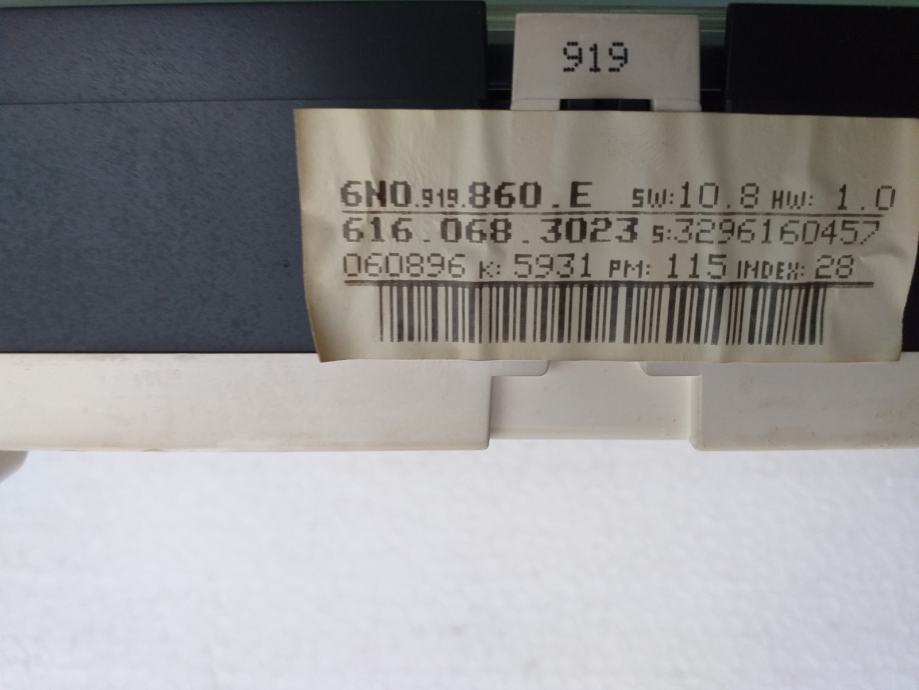 919
6N0.919.860.E SW:10.8 HW: 1.0
616.068.3023 S:3296160457
060896 K: 5931 PM: 115 INDEX: 28